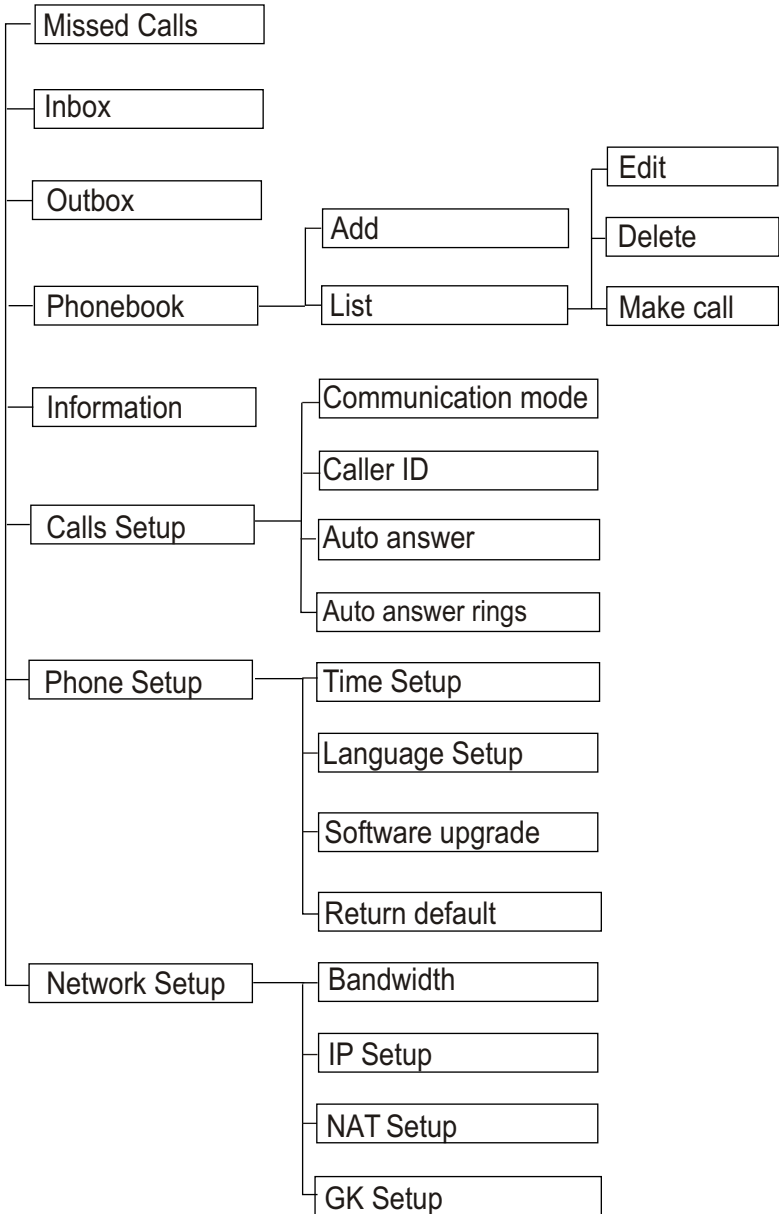 Missed Calls
Inbox
Outbox
Phonebook
Add
List
Edit
Delete
Make call
Information
Calls Setup
Communication mode
Caller ID
Auto answer
Auto answer rings
Phone Setup
Time Setup
Language Setup
Software upgrade
Return default
Network Setup
Bandwidth
IP Setup
NAT Setup
GK Setup